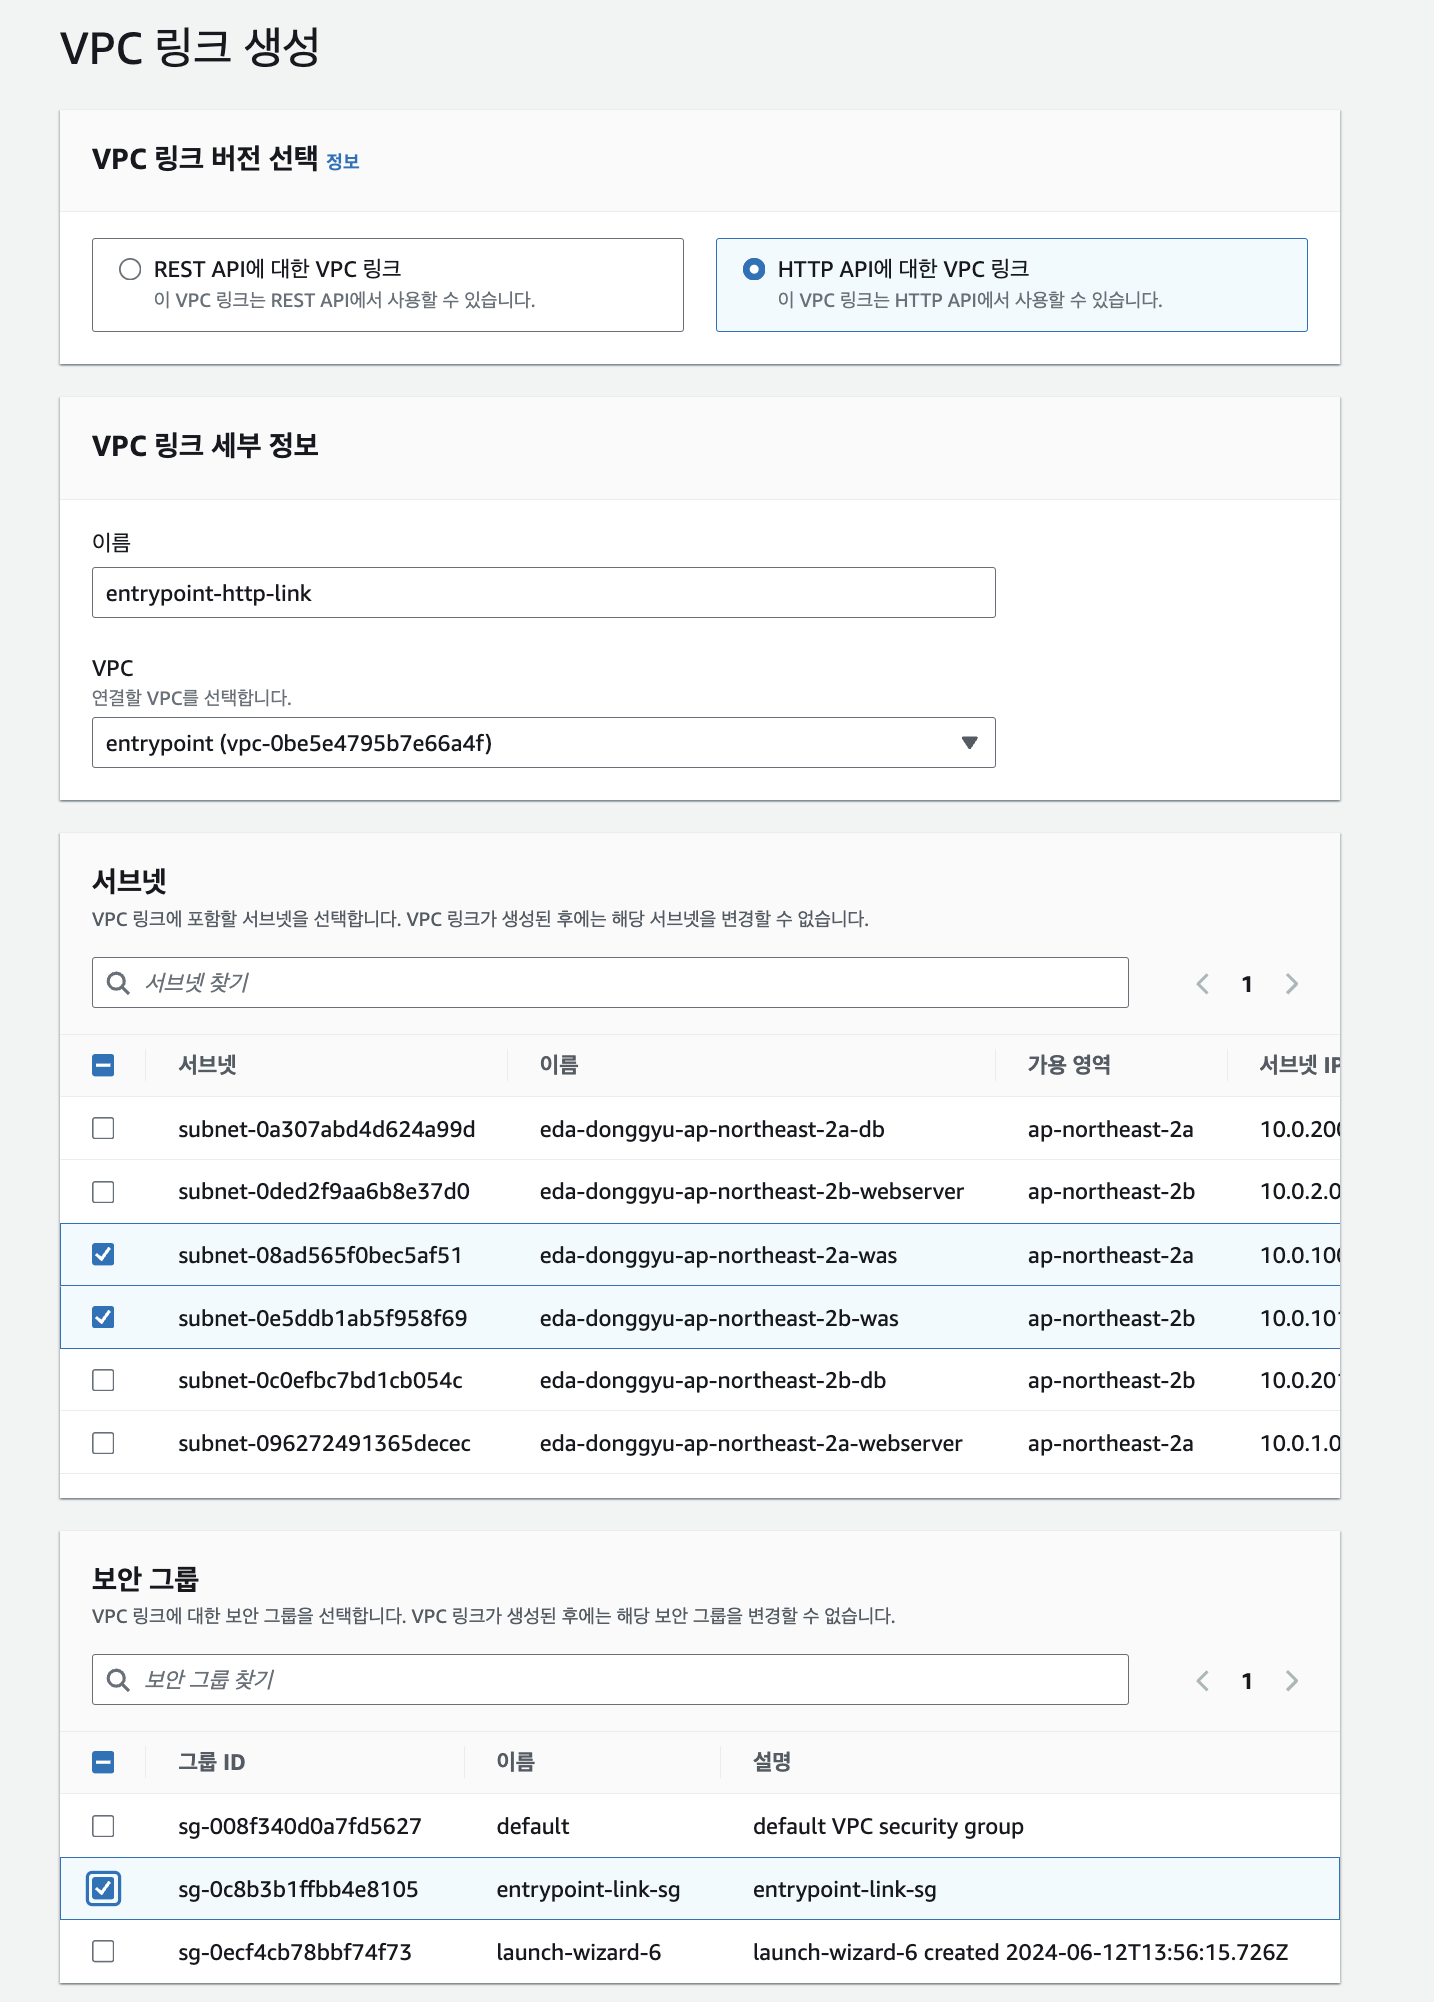 VPC 링크 생성
VPC 링크 버전 선택 정보
REST API에 대한 VPC 링크
이 VPC 링크는 REST API에서 사용할 수 있습니다.
HTTP API에 대한 VPC 링크
이 VPC 링크는 HTTP API에서 사용할 수 있습니다.
VPC 링크 세부 정보
이름
entrypoint-http-link
VPC
연결할 VPC를 선택합니다.
entrypoint (vpc-0be5e4795b7e66a4f)
서브넷
VPC 링크에 포함할 서브넷을 선택합니다. VPC 링크가 생성된 후에는 해당 서브넷을 변경할 수 없습니다.
서브넷 찾기
1
서브넷 이름 가용 영역 서브넷 IP
subnet-0a307abd4d624a99d eda-donggyu-ap-northeast-2a-db ap-northeast-2a 10.0.200
subnet-0ded2f9aa6b8e37d0 eda-donggyu-ap-northeast-2b-webserver ap-northeast-2b 10.0.2.0
subnet-08ad565f0bec5af51 eda-donggyu-ap-northeast-2a-was ap-northeast-2a 10.0.100
subnet-0e5ddb1ab5f958f69 eda-donggyu-ap-northeast-2b-was ap-northeast-2b 10.0.101
subnet-0c0efbc7bd1cb054c eda-donggyu-ap-northeast-2b-db ap-northeast-2b 10.0.201
subnet-096272491365decec eda-donggyu-ap-northeast-2a-webserver ap-northeast-2a 10.0.1.0
보안 그룹
VPC 링크에 대한 보안 그룹을 선택합니다. VPC 링크가 생성된 후에는 해당 보안 그룹을 변경할 수 없습니다.
보안 그룹 찾기
1
그룹 ID 이름 설명
sg-008f340d0a7fd5627 default default VPC security group
sg-0c8b3b1ffbb4e8105 entrypoint-link-sg entrypoint-link-sg
sg-0ecf4cb78bbf74f73 launch-wizard-6 launch-wizard-6 created 2024-06-12T13:56:15.726Z